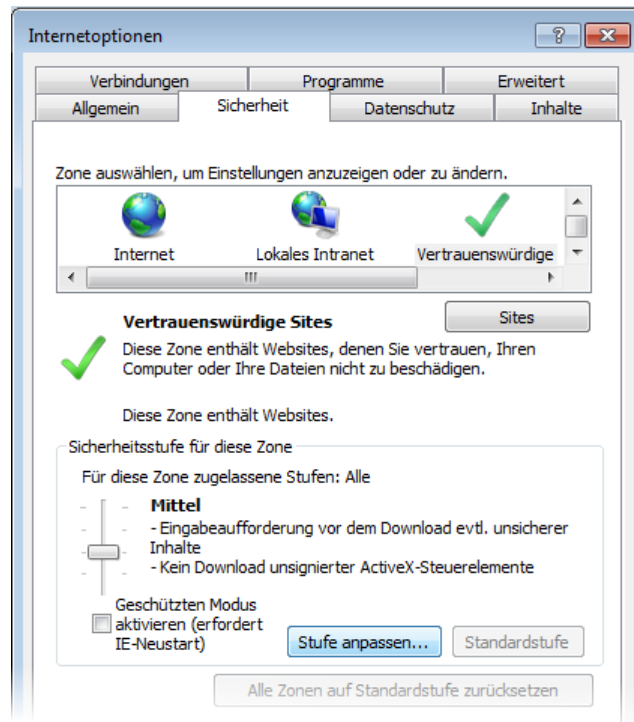 Internetoptionen
Verbindungen Programme Erweitert
Allgemein Sicherheit Datenschutz Inhalte
Zone auswählen, um Einstellungen anzuzeigen oder zu ändern.
Internet Lokales Intranet Vertrauenswürdige
Vertrauenswürdige Sites Sites
Diese Zone enthält Websites, denen Sie vertrauen, Ihren
Computer oder Ihre Dateien nicht zu beschädigen.
Diese Zone enthält Websites.
Sicherheitsstufe für diese Zone
Für diese Zone zugelassene Stufen: Alle
Mittel
- Eingabeaufforderung vor dem Download evtl. unsicherer
Inhalte
- Kein Download unsignierter ActiveX-Steuerelemente
Geschützten Modus
aktivieren (erfordert
IE-Neustart)
Stufe anpassen... Standardstufe
Alle Zonen auf Standardstufe zurücksetzen